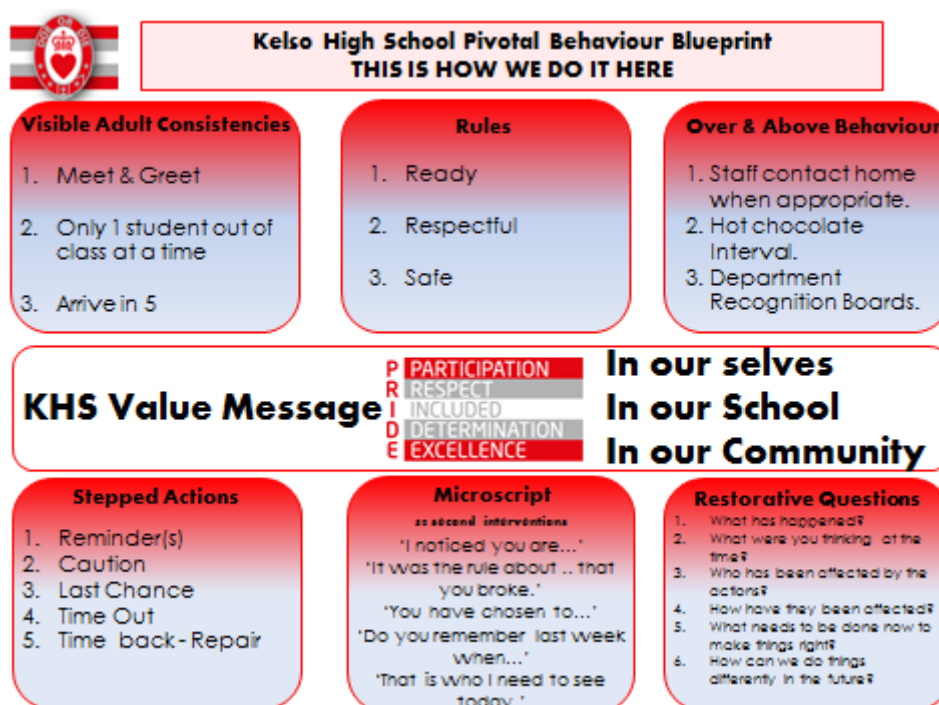 Kelso High School Pivotal Behaviour Blueprint
THIS IS HOW WE DO IT HERE
Visible Adult Consistencies
1. Meet & Greet
2. Only 1 student out of
class at a time
3. Arrive in 5
Rules
1. Ready
2. Respectful
3. Safe
Over & Above Behaviour
1. Staff contact home
when appropriate.
2. Hot chocolate
Interval.
3. Department
Recognition Boards.
KHS Value Message
P PARTICIPATION
R RESPECT
I INCLUDED
D DETERMINATION
E EXCELLENCE
In our selves
In our School
In our Community
Stepped Actions
1. Reminder(s)
2. Caution
3. Last Chance
4. Time Out
5. Time back - Repair
Microscript
second interventions
'I noticed you are...'
'It was the rule about .. that
you broke.'
'You have chosen to...'
'Do you remember last week
when...'
'That is who I need to see
today.'
Restorative Questions
1. What has happened?
2. What were you thinking at the
time?
3. Who has been affected by the
actions?
4. How have they been affected?
5. What needs to be done now to
make things right?
6. How can we do things
differently in the future?